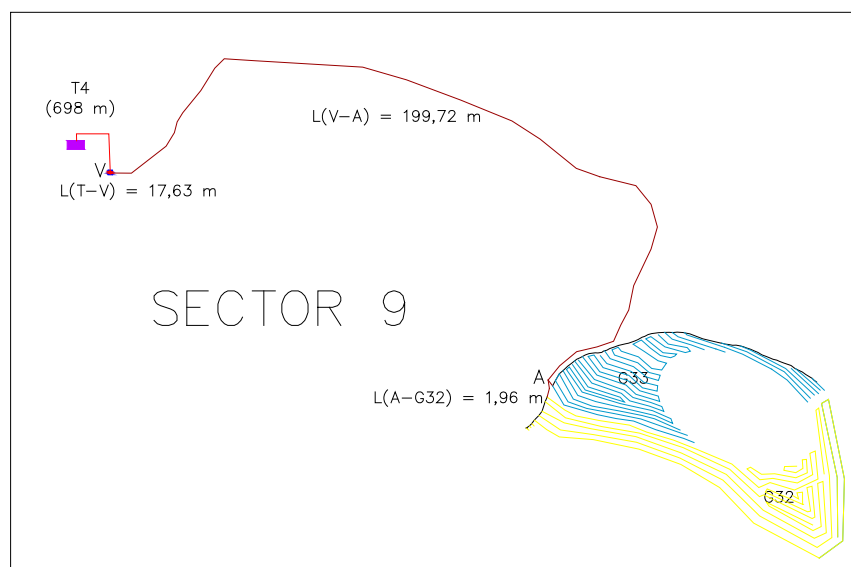 T4
(698 m)
L(V-A) = 199,72 m
V
L(T-V) = 17,63 m
SECTOR 9
A
G33
L(A-G32) = 1,96 m
G32